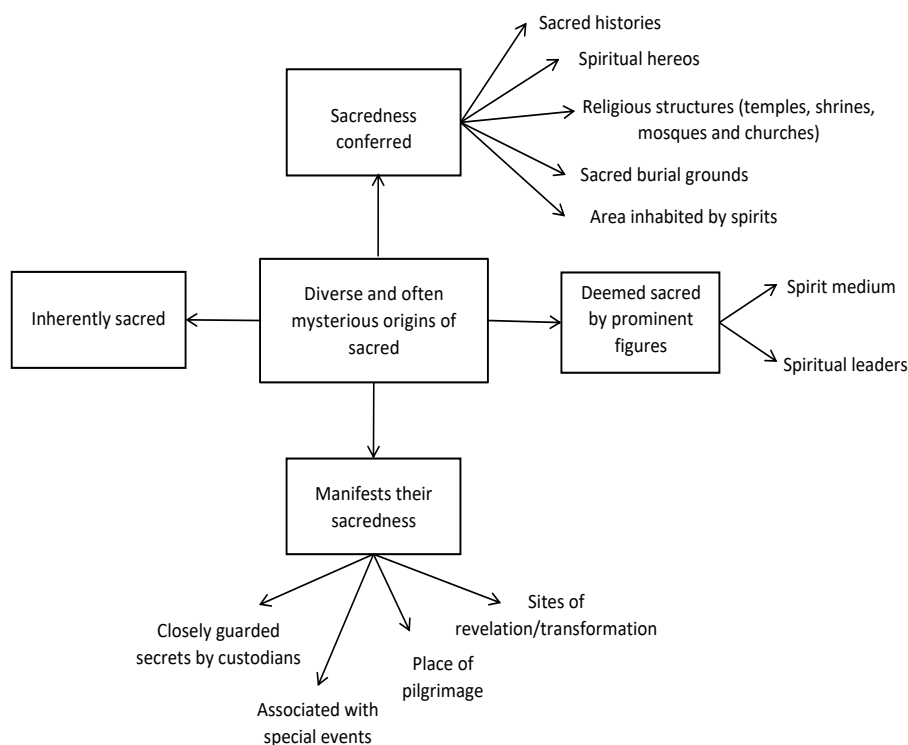 Sacred histories
Spiritual hereos
Religious structures (temples, shrines,
mosques and churches)
Sacred burial grounds
Area inhabited by spirits
Sacredness
conferred
Inherently sacred
Diverse and often
mysterious origins of
sacred
Deemed sacred
by prominent
figures
Spirit medium
Spiritual leaders
Manifests their
sacredness
Closely guarded
secrets by custodians
Associated with
special events
Place of
pilgrimage
Sites of
revelation/transformation